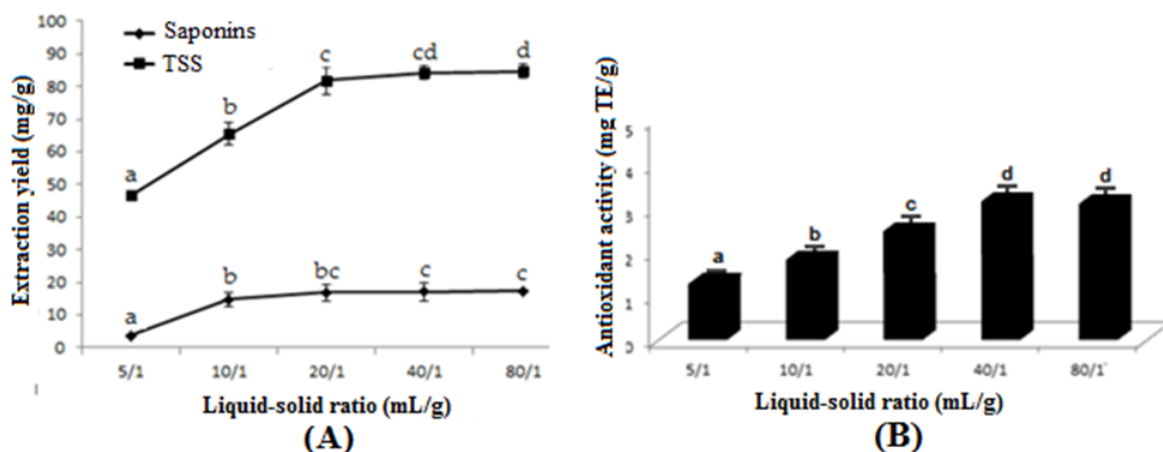 100
90
80
70
60
50
40
30
20
10
0
Extraction yield (mg/g)
Saponins
TSS
a
b
c
cd
d
a
b
bc
c
c
5/1
10/1
20/1
40/1
80/1
Liquid-solid ratio (mL/g)
(A)
Antioxidant activity (mg TE/g)
5
4
3
2
1
0
a
b
c
d
d
5/1
10/1
20/1
40/1
80/1
Liquid-solid ratio (mL/g)
(B)